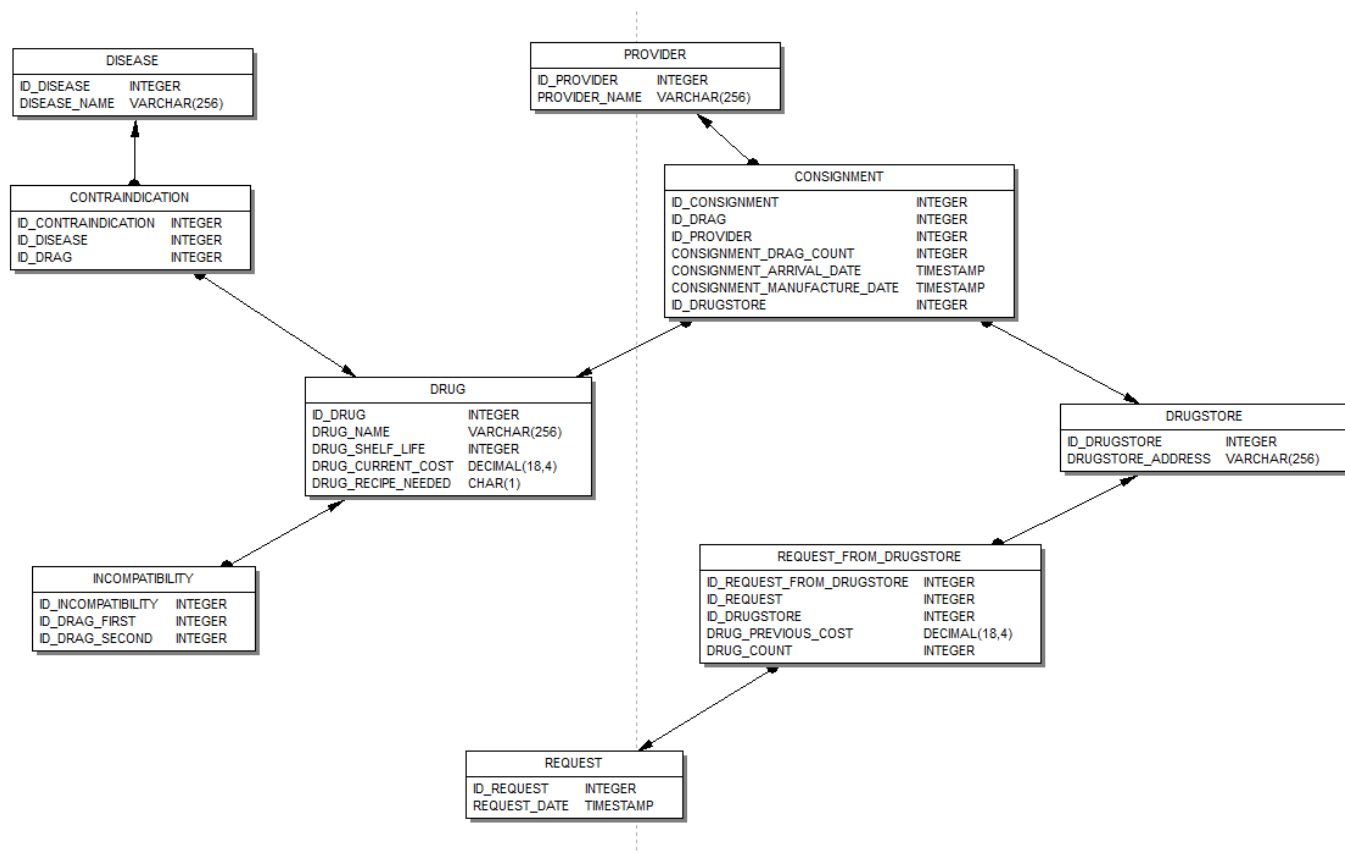 DISEASE
ID_DISEASE INTEGER
DISEASE_NAME VARCHAR(256)
PROVIDER
ID_PROVIDER INTEGER
PROVIDER_NAME VARCHAR(256)
CONTRAINDICATION
ID_CONTRAINDICATION INTEGER
ID_DISEASE INTEGER
ID_DRAG INTEGER
CONSIGNMENT
ID_CONSIGNMENT INTEGER
ID_DRAG INTEGER
ID_PROVIDER INTEGER
CONSIGNMENT_DRAG_COUNT INTEGER
CONSIGNMENT_ARRIVAL_DATE TIMESTAMP
CONSIGNMENT_MANUFACTURE_DATE TIMESTAMP
ID_DRUGSTORE INTEGER
DRUG
ID_DRUG INTEGER
DRUG_NAME VARCHAR(256)
DRUG_SHELF_LIFE INTEGER
DRUG_CURRENT_COST DECIMAL(18,4)
DRUG_RECIPE_NEEDED CHAR(1)
DRUGSTORE
ID_DRUGSTORE INTEGER
DRUGSTORE_ADDRESS VARCHAR(256)
INCOMPATIBILITY
ID_INCOMPATIBILITY INTEGER
ID_DRAG_FIRST INTEGER
ID_DRAG_SECOND INTEGER
REQUEST_FROM_DRUGSTORE
ID_REQUEST_FROM_DRUGSTORE INTEGER
ID_REQUEST INTEGER
ID_DRUGSTORE INTEGER
DRUG_PREVIOUS_COST DECIMAL(18,4)
DRUG_COUNT INTEGER
REQUEST
ID_REQUEST INTEGER
REQUEST_DATE TIMESTAMP